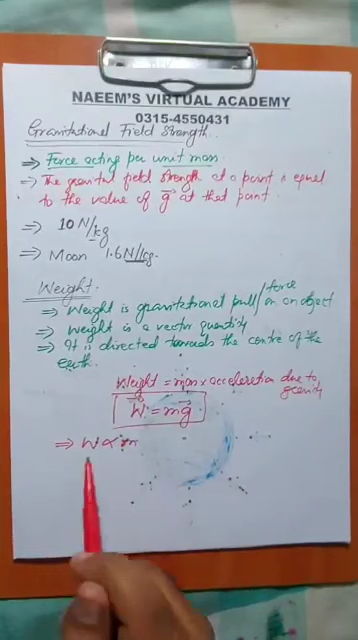 NAEEM'S VIRTUAL ACADEMY
0315-4550431
Gravitational Field Strength.
⇒ Force acting per unit mass.
⇒ The gravital field strength at a point is equal
to the value of g⃗ at that point.
⇒ 10 N/kg
⇒ Moon 1.6 N/kg.
Weight.
⇒ Weight is gravitational pull/force on an object
⇒ Weight is a vector quantity
⇒ It is directed towards the centre of the
earth.
Weight = mass × acceleration due to
gravity
W⃗ = mg⃗
⇒ W ∝ m